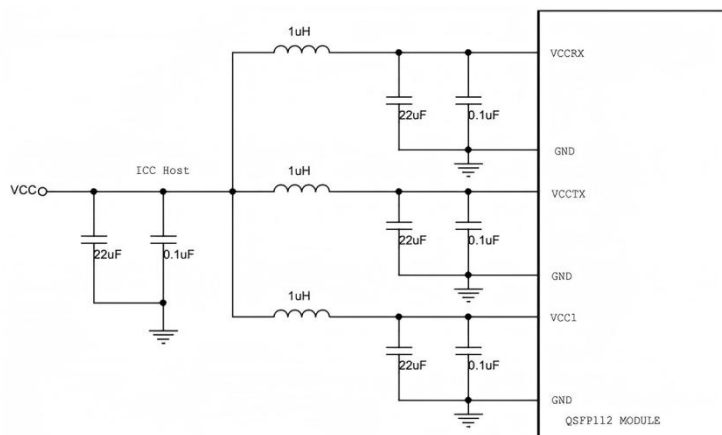 1uH
VCCRX
22uF
0.1uF
GND
ICC Host
1uH
VCC
VCCTX
22uF
0.1uF
22uF
0.1uF
GND
1uH
VCC1
22uF
0.1uF
GND
QSFP112 MODULE